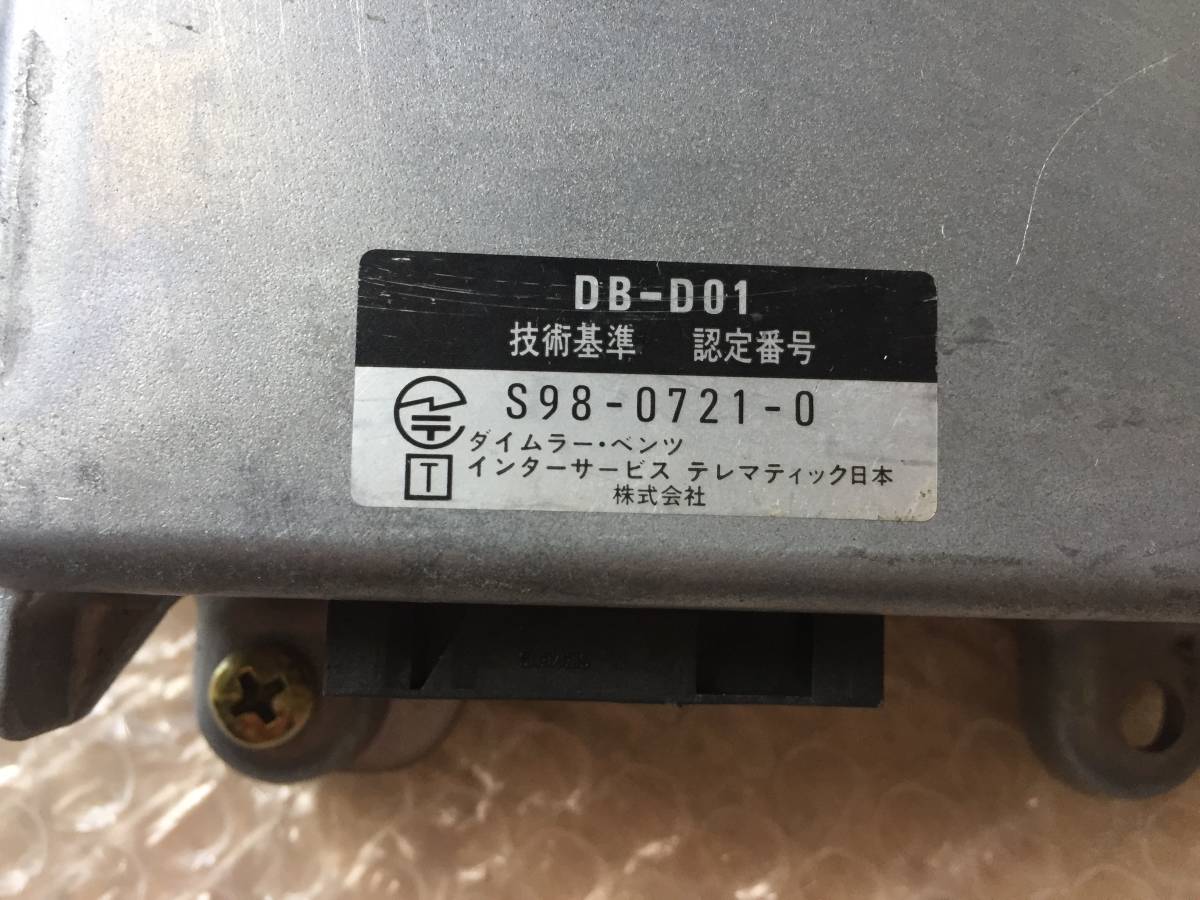 DB-D01
技術基準 認定番号
S98-0721-0
ダイムラー・ベンツ
T インターサービス テレマティック日本
株式会社